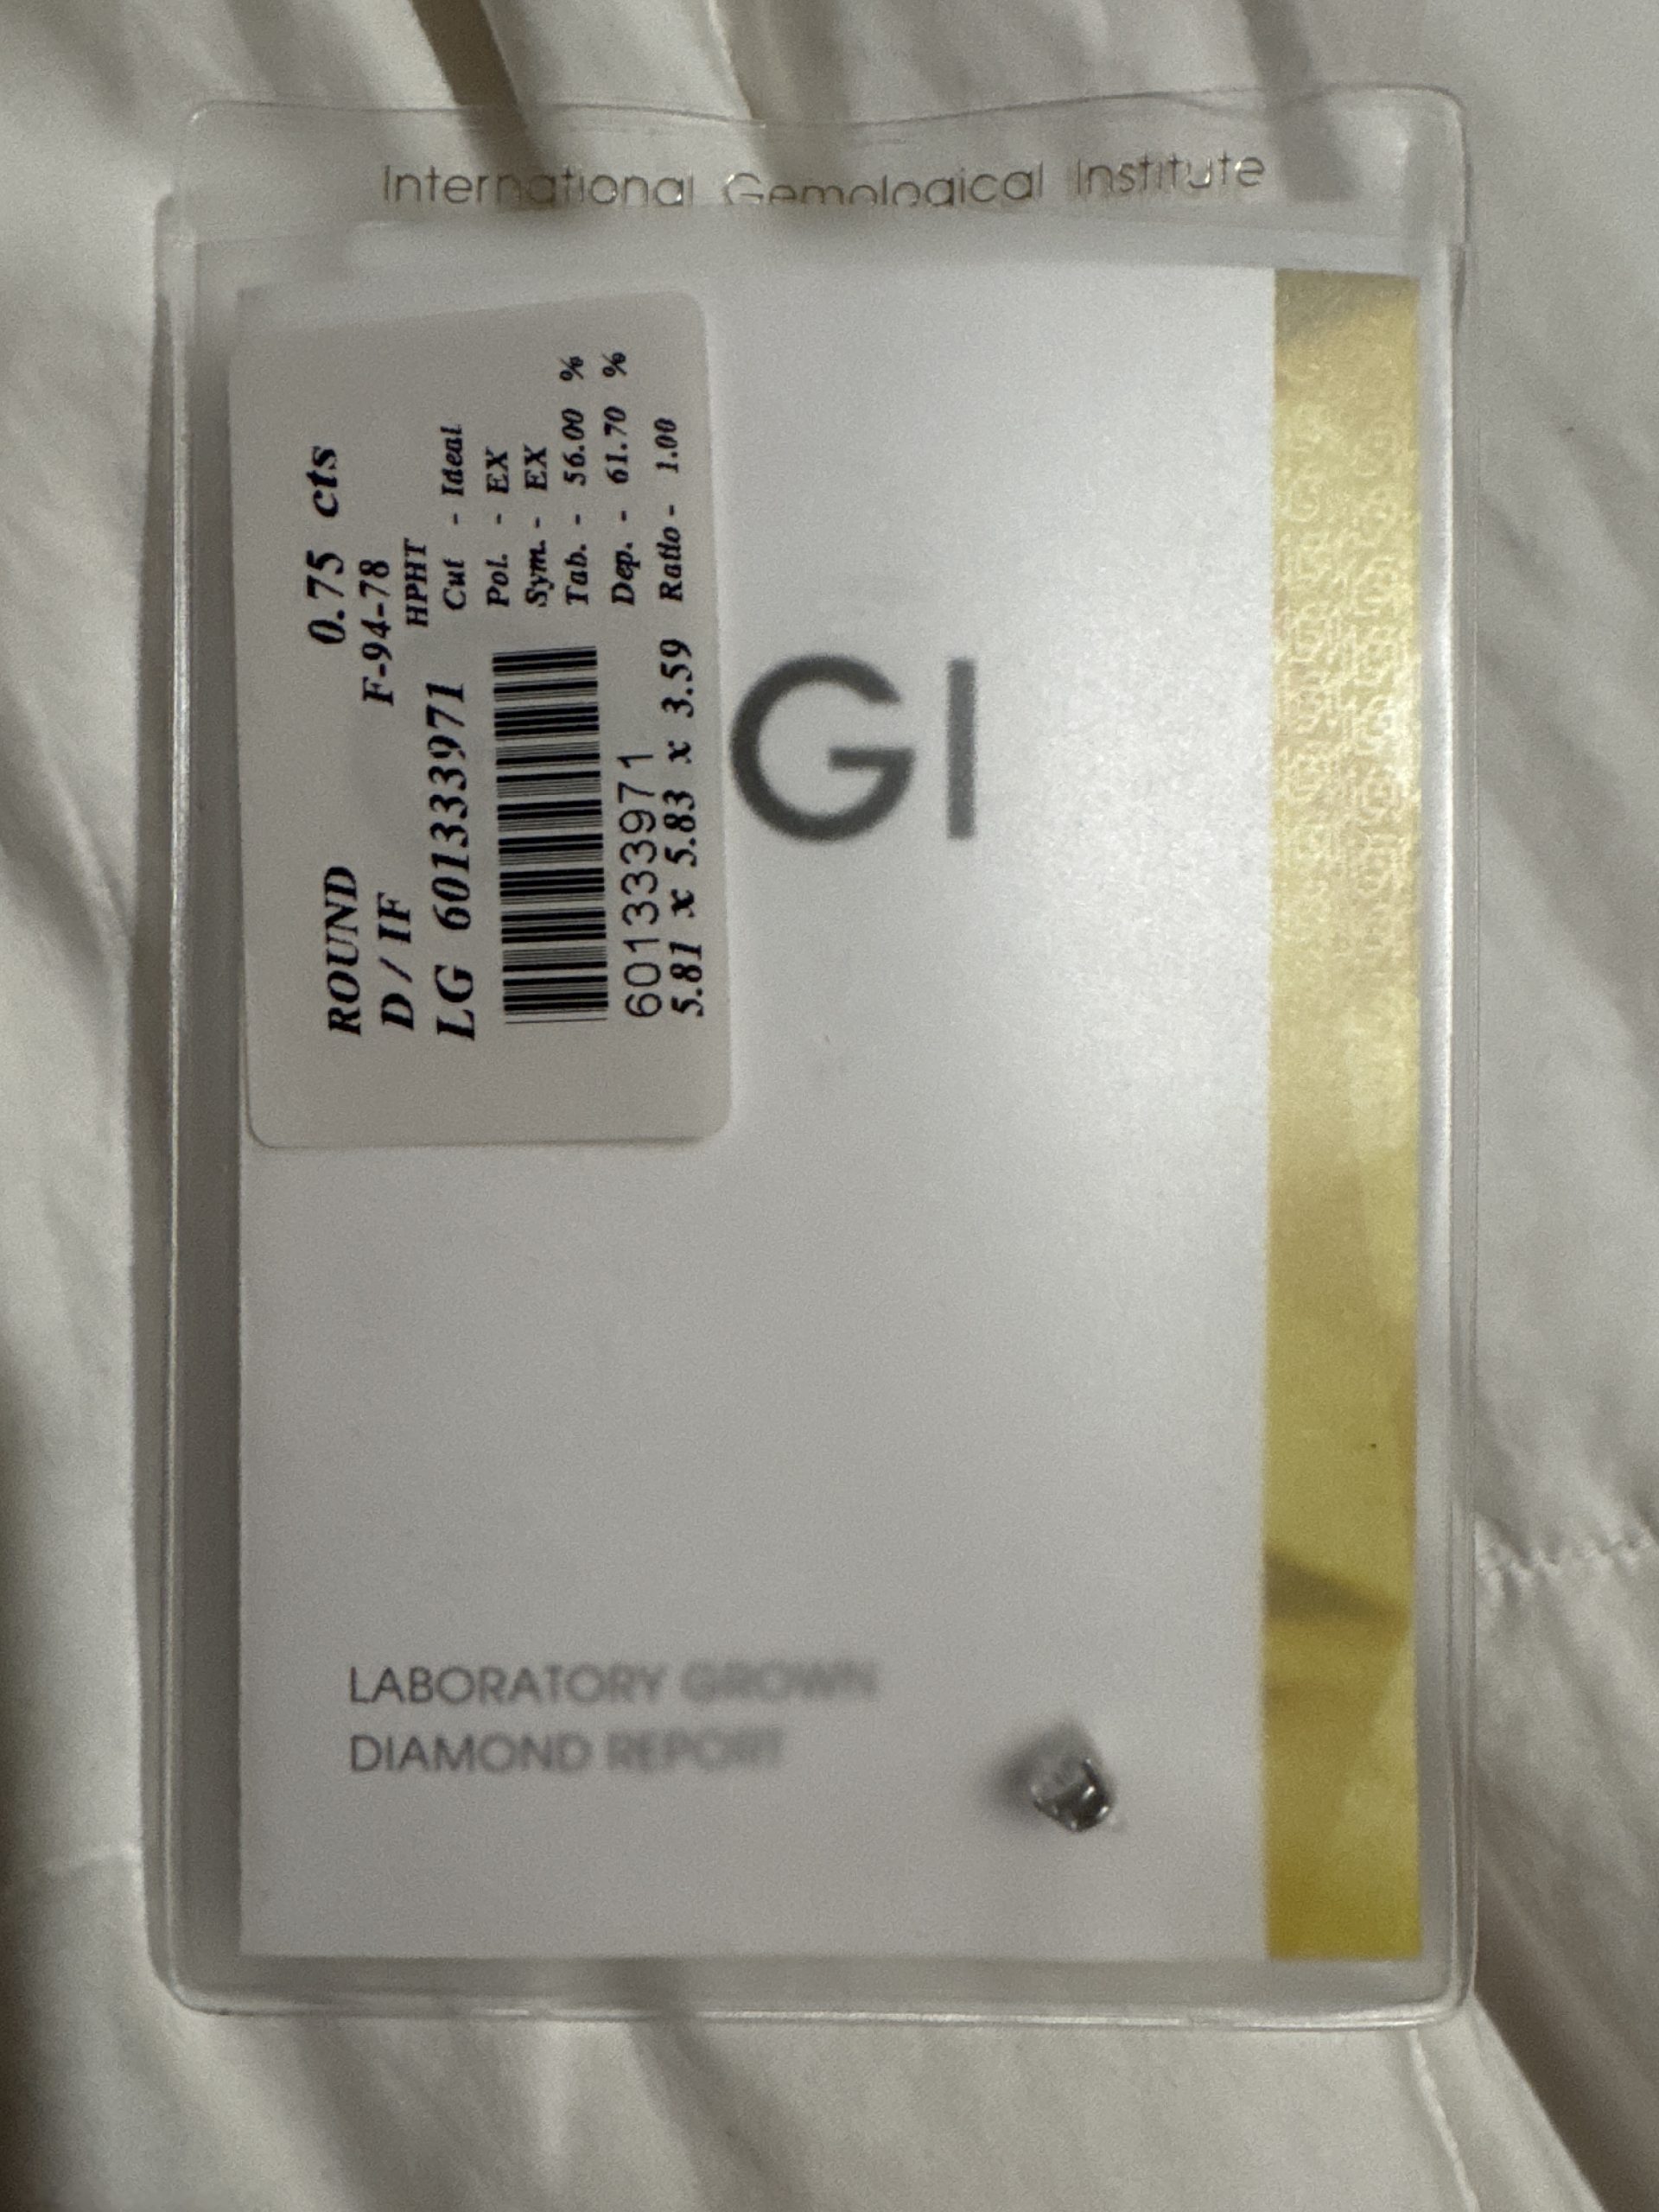 International Gemological Institute
ROUND 0.75 cts
D / IF F-94-78
HPHT
LG 601333971 Cut - Ideal
Pol. - EX
Sym. - EX
Tab. - 56.00 %
601333971 Dep. - 61.70 %
5.81 x 5.83 x 3.59 Ratio - 1.00
GI
LABORATORY GROWN
DIAMOND REPORT